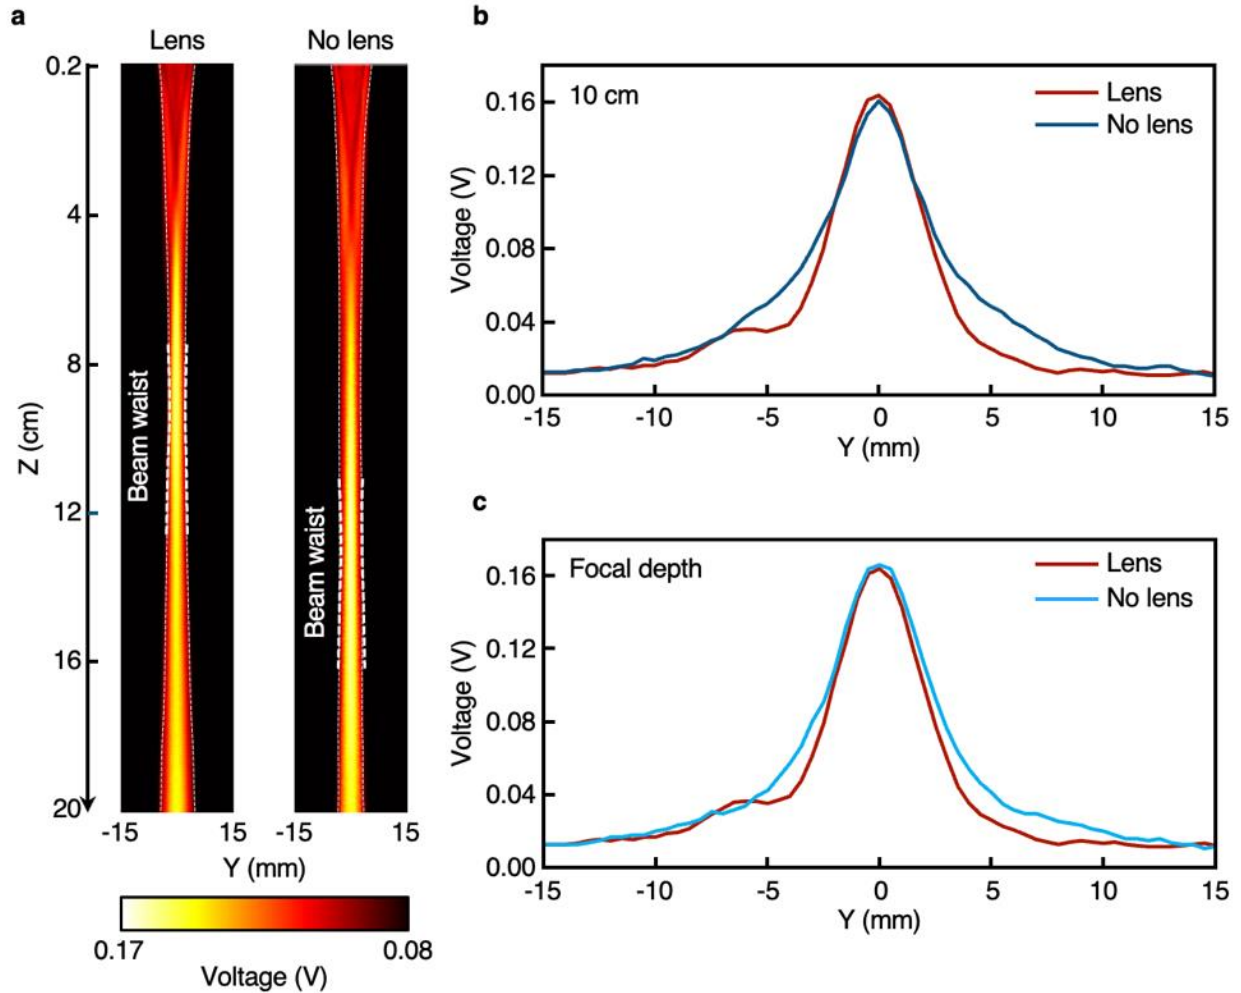 a
Lens
No lens
0.2
4
8
12
16
20
Z (cm)
Beam waist
Beam waist
-15
15
-15
15
Y (mm)
0.17
0.08
Voltage (V)
b
10 cm
Lens
No lens
0.16
0.12
0.08
0.04
0.00
Voltage (V)
-15
-10
-5
0
5
10
15
Y (mm)
c
Focal depth
Lens
No lens
0.16
0.12
0.08
0.04
0.00
Voltage (V)
-15
-10
-5
0
5
10
15
Y (mm)